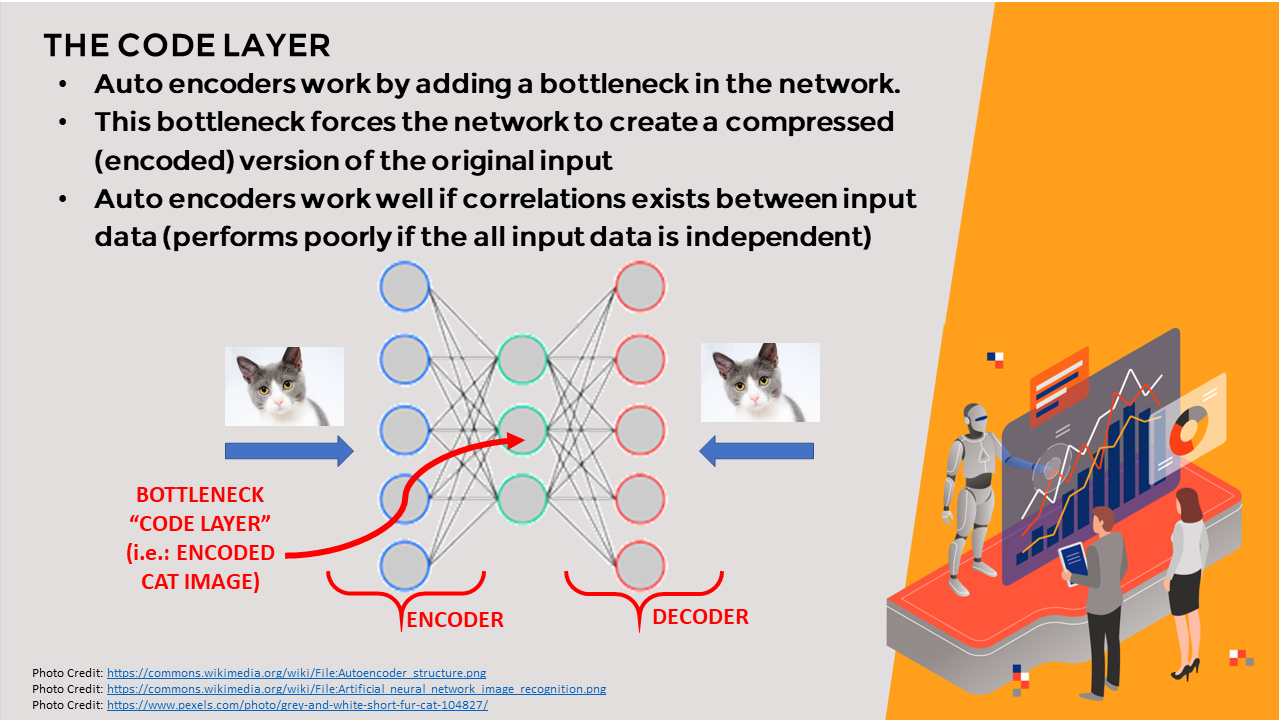 THE CODE LAYER
• Auto encoders work by adding a bottleneck in the network.
• This bottleneck forces the network to create a compressed
(encoded) version of the original input
• Auto encoders work well if correlations exists between input
data (performs poorly if the all input data is independent)
BOTTLENECK
“CODE LAYER”
(i.e.: ENCODED
CAT IMAGE)
ENCODER
DECODER
Photo Credit: https://commons.wikimedia.org/wiki/File:Autoencoder_structure.png
Photo Credit: https://commons.wikimedia.org/wiki/File:Artificial_neural_network_image_recognition.png
Photo Credit: https://www.pexels.com/photo/grey-and-white-short-fur-cat-104827/